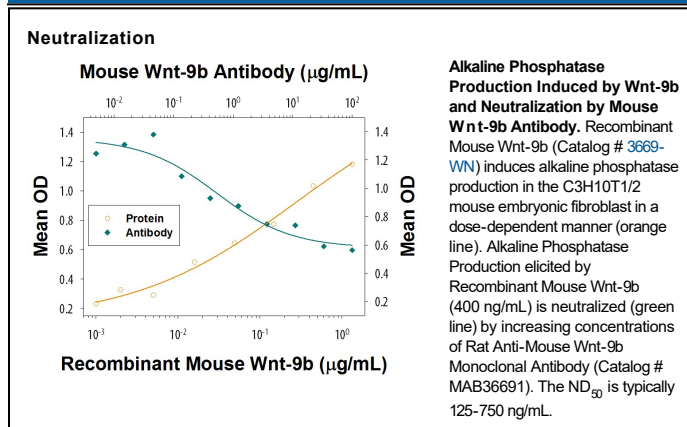 Neutralization
Mouse Wnt-9b Antibody (µg/mL)
10⁻² 10⁻¹ 10⁰ 10¹ 10²
1.4 1.4
1.2 1.2
1.0 1.0
0.8 0.8
0.6 0.6
0.4 0.4
0.2 0.2
Mean OD
Mean OD
Protein
Antibody
10⁻³ 10⁻² 10⁻¹ 10⁰
Recombinant Mouse Wnt-9b (µg/mL)
Alkaline Phosphatase
Production Induced by Wnt-9b
and Neutralization by Mouse
Wnt-9b Antibody. Recombinant
Mouse Wnt-9b (Catalog # 3669-
WN) induces alkaline phosphatase
production in the C3H10T1/2
mouse embryonic fibroblast in a
dose-dependent manner (orange
line). Alkaline Phosphatase
Production elicited by
Recombinant Mouse Wnt-9b
(400 ng/mL) is neutralized (green
line) by increasing concentrations
of Rat Anti-Mouse Wnt-9b
Monoclonal Antibody (Catalog #
MAB36691). The ND₅₀ is typically
125-750 ng/mL.